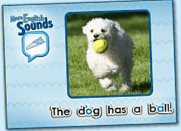 More English
Sounds
The dog has a ball.